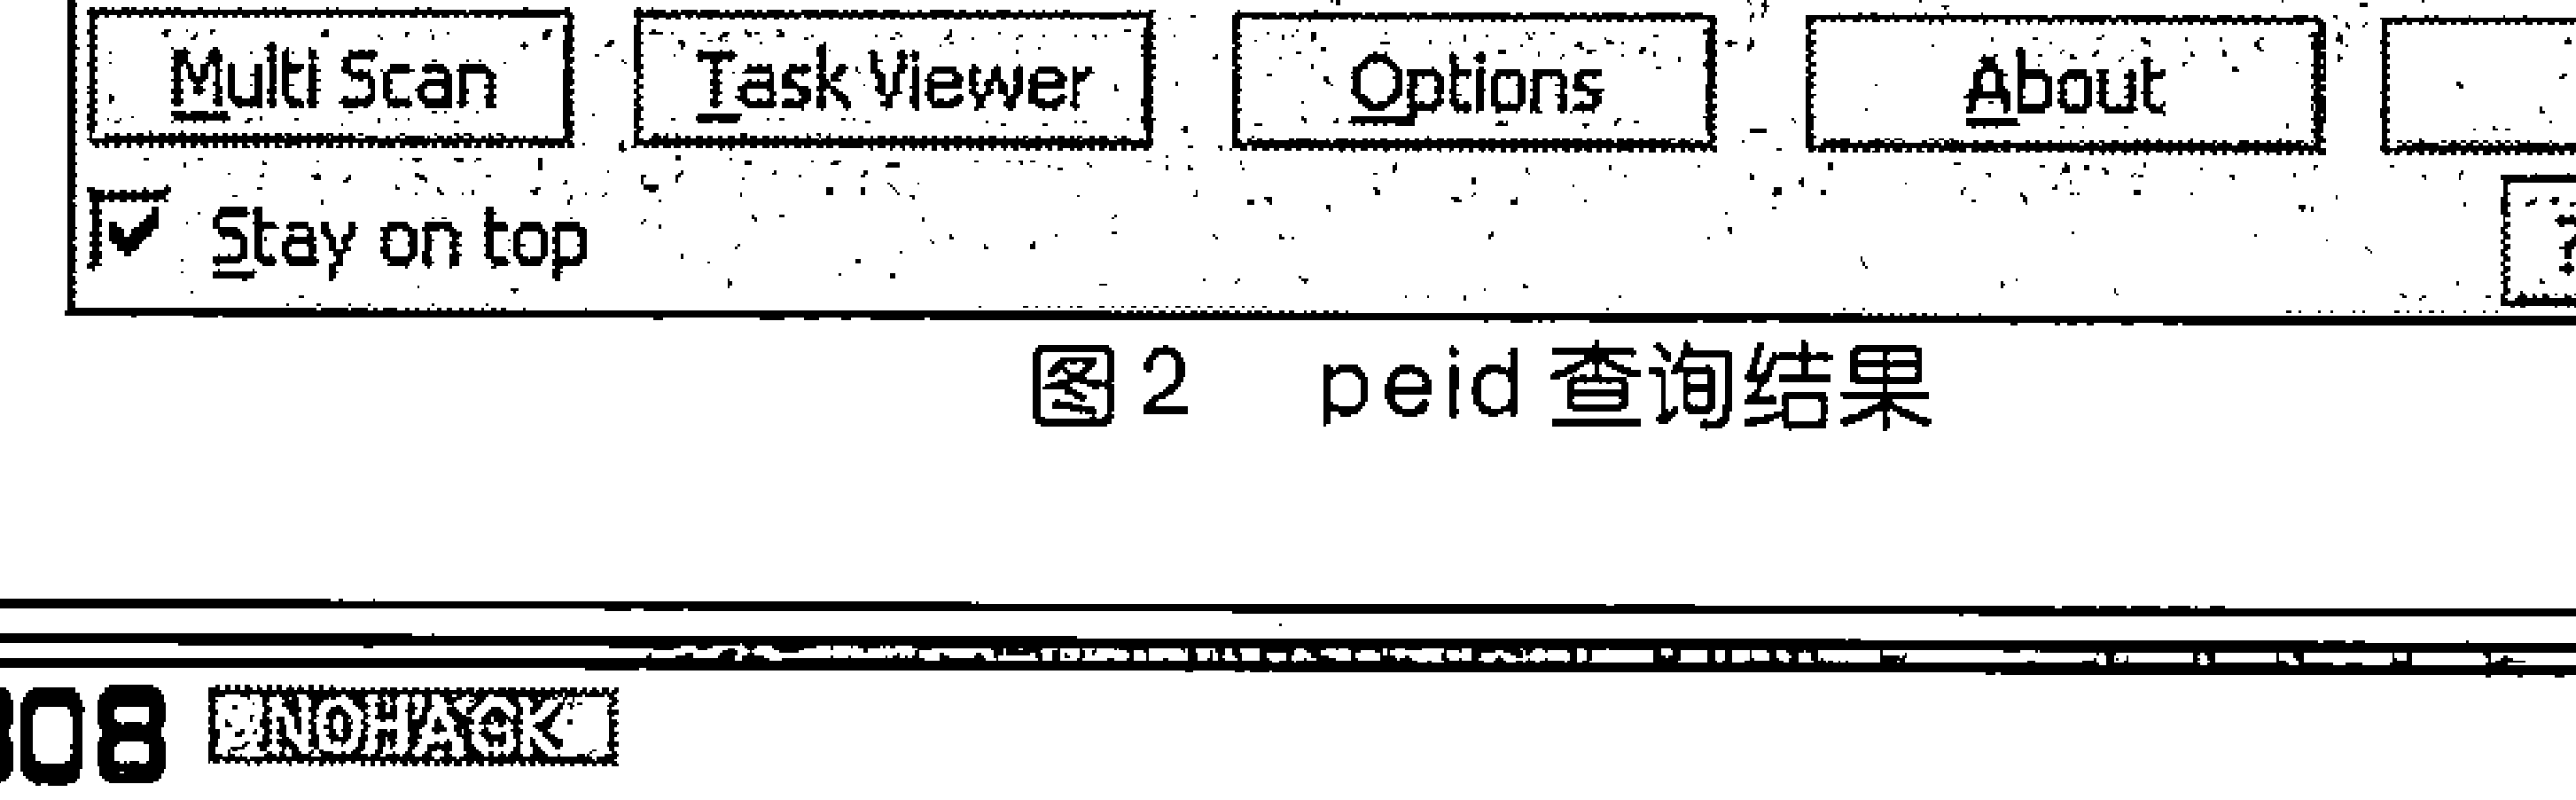 Multi Scan Task Viewer Options About
Stay on top
图2 peid查询结果
08 NOHACK